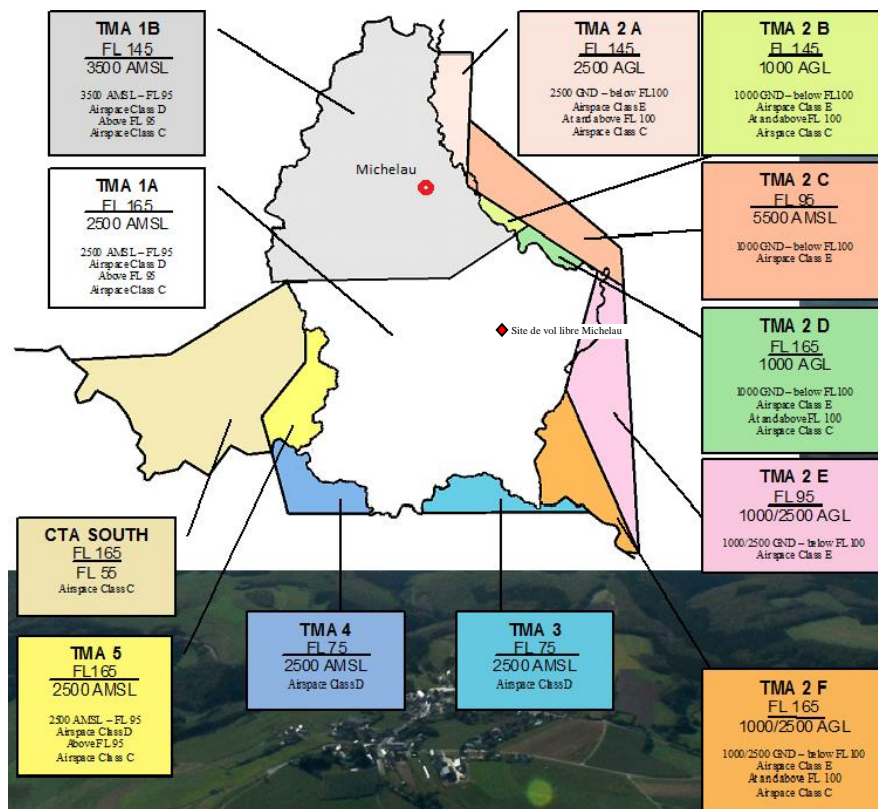 TMA 1B
FL 145
3500 AMSL
3500 AMSL – FL 95
Airspace Class D
Above FL 95
Airspace Class C
TMA 2 A
FL 145
2500 AGL
2500 GND – below FL100
Airspace Class E
At and above FL 100
Airspace Class C
TMA 2 B
FL 145
1000 AGL
1000 GND – below FL100
Airspace Class E
At and above FL 100
Airspace Class C
Michelau
TMA 1A
FL 165
2500 AMSL
2500 AMSL – FL 95
Airspace Class D
Above FL 95
Airspace Class C
TMA 2 C
FL 95
5500 AMSL
1000 GND – below FL100
Airspace Class E
Site de vol libre Michelau
TMA 2 D
FL 165
1000 AGL
1000 GND – below FL100
Airspace Class E
At and above FL 100
Airspace Class C
TMA 2 E
FL 95
1000/2500 AGL
1000/2500 GND – below FL 100
Airspace Class E
CTA SOUTH
FL 165
FL 55
Airspace Class C
TMA 5
FL165
2500 AMSL
2500 AMSL – FL 95
Airspace Class D
Above FL 95
Airspace Class C
TMA 4
FL 75
2500 AMSL
Airspace Class D
TMA 3
FL 75
2500 AMSL
Airspace Class D
TMA 2 F
FL 165
1000/2500 AGL
1000/2500 GND – below FL 100
Airspace Class E
At and above FL 100
Airspace Class C